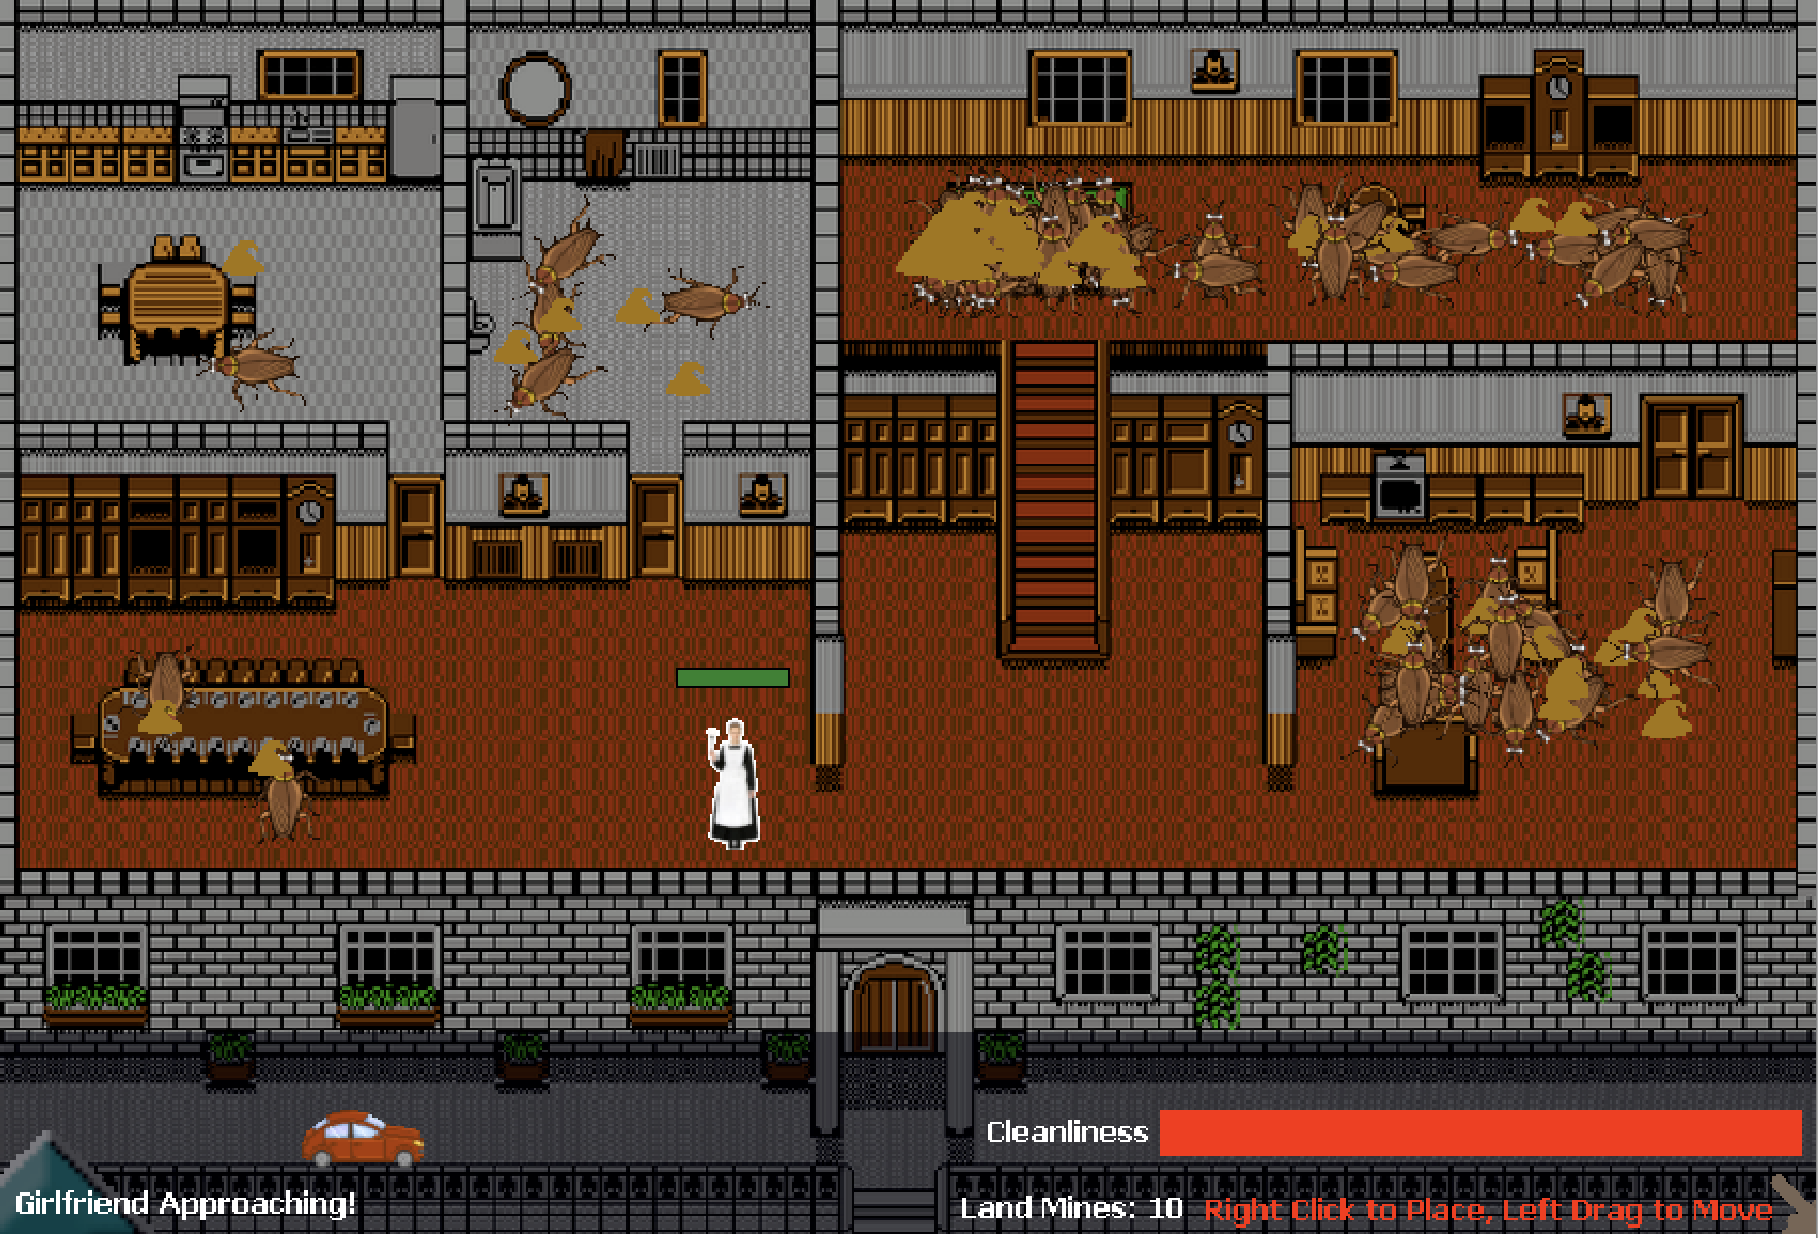 Cleanliness
Girlfriend Approaching!
Land Mines: 10 Right Click to Place, Left Drag to Move